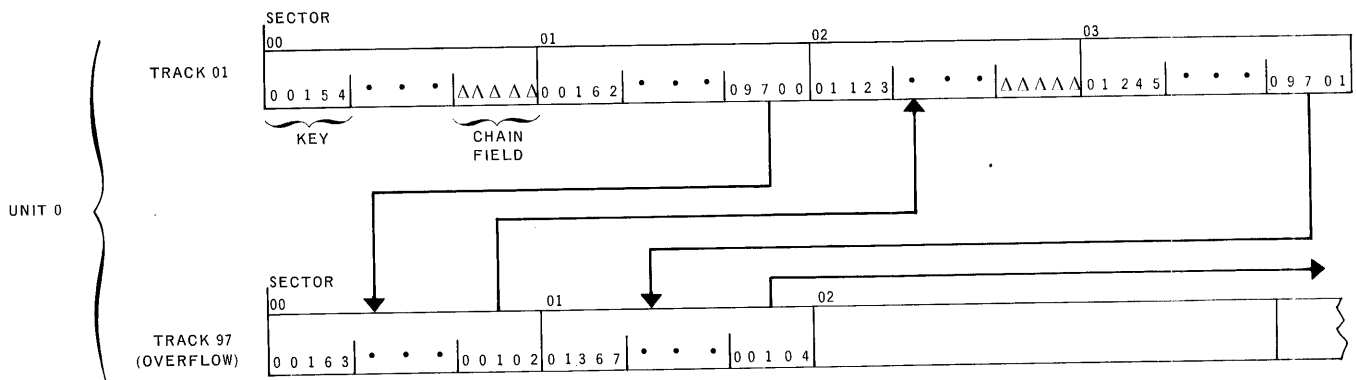 SECTOR
00 01 02 03
TRACK 01
0 0 1 5 4 • • • Δ Δ Δ Δ Δ 0 0 1 6 2 • • • 0 9 7 0 0 0 1 1 2 3 • • • Δ Δ Δ Δ Δ 0 1 2 4 5 • • • 0 9 7 0 1
KEY
CHAIN
FIELD
UNIT 0
SECTOR
00 01 02
TRACK 97
(OVERFLOW)
0 0 1 6 3 • • • 0 0 1 0 2 0 1 3 6 7 • • • 0 0 1 0 4